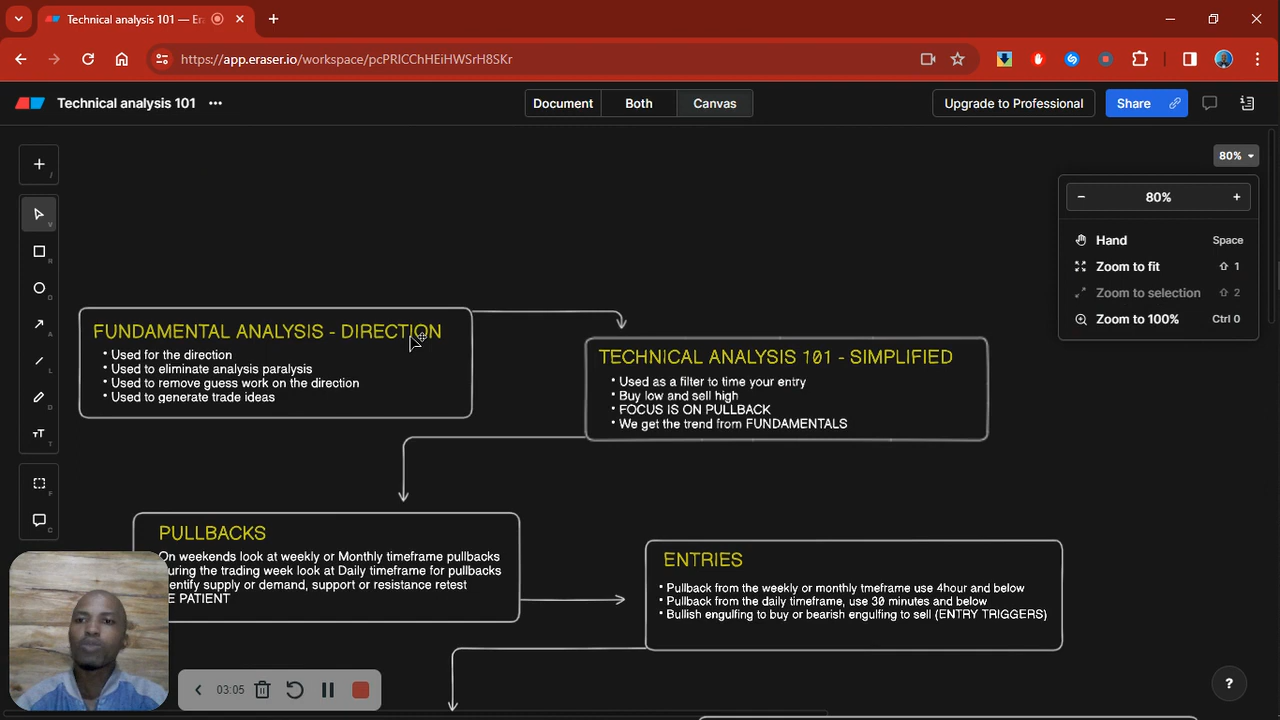 Technical analysis 101 — Era
https://app.eraser.io/workspace/pcPRlCChHEiHWSrH8SKr
Technical analysis 101
Document
Both
Canvas
Upgrade to Professional
Share
80%
80%
Hand Space
Zoom to fit 1
Zoom to selection 2
Zoom to 100% Ctrl 0
FUNDAMENTAL ANALYSIS - DIRECTION
• Used for the direction
• Used to eliminate analysis paralysis
• Used to remove guess work on the direction
• Used to generate trade ideas
TECHNICAL ANALYSIS 101 - SIMPLIFIED
• Used as a filter to time your entry
• Buy low and sell high
• FOCUS IS ON PULLBACK
• We get the trend from FUNDAMENTALS
PULLBACKS
On weekends look at weekly or Monthly timeframe pullbacks
uring the trading week look at Daily timeframe for pullbacks
entify supply or demand, support or resistance retest
E PATIENT
ENTRIES
• Pullback from the weekly or monthly tmeframe use 4hour and below
• Pullback from the daily timeframe, use 30 minutes and below
• Bullish engulfing to buy or bearish engulfing to sell (ENTRY TRIGGERS)
03:05
?